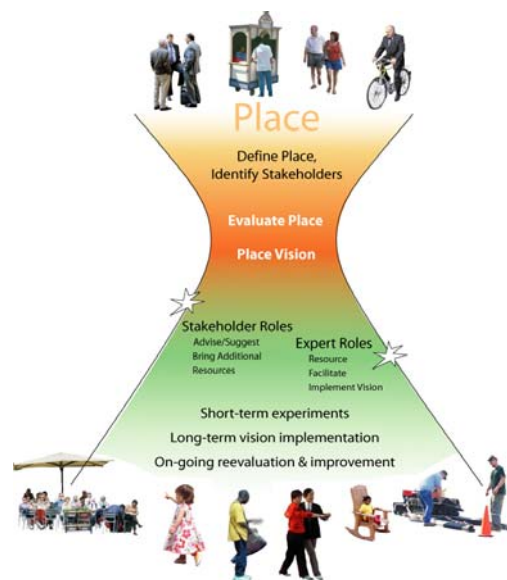 Place
Define Place,
Identify Stakeholders
Evaluate Place
Place Vision
Stakeholder Roles
Advise/Suggest
Bring Additional
Resources
Expert Roles
Resource
Facilitate
Implement Vision
Short-term experiments
Long-term vision implementation
On-going reevaluation & improvement